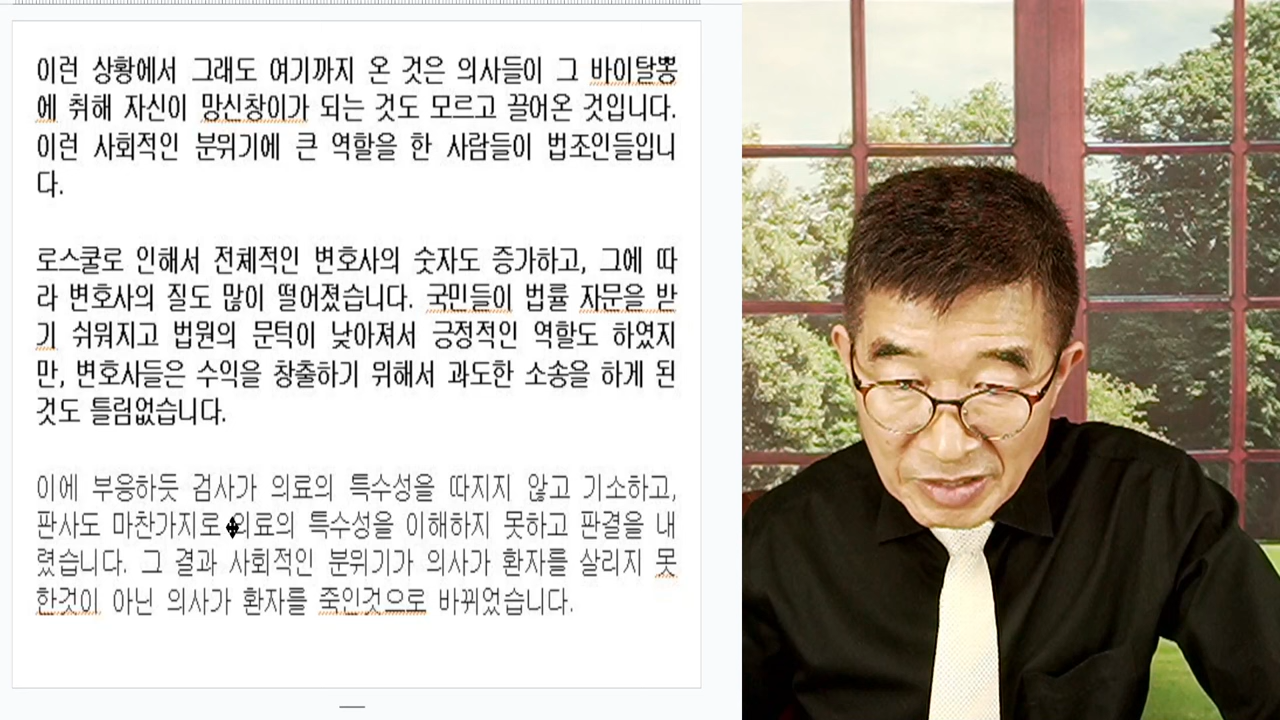 이런 상황에서 그래도 여기까지 온 것은 의사들이 그 바이탈뽕
에 취해 자신이 망신창이가 되는 것도 모르고 끌어온 것입니다.
이런 사회적인 분위기에 큰 역할을 한 사람들이 법조인들입니
다.
로스쿨로 인해서 전체적인 변호사의 숫자도 증가하고, 그에 따
라 변호사의 질도 많이 떨어졌습니다. 국민들이 법률 자문을 받
기 쉬워지고 법원의 문턱이 낮아져서 긍정적인 역할도 하였지
만, 변호사들은 수익을 창출하기 위해서 과도한 소송을 하게 된
것도 틀림없습니다.
이에 부응하듯 검사가 의료의 특수성을 따지지 않고 기소하고,
판사도 마찬가지로 의료의 특수성을 이해하지 못하고 판결을 내
렸습니다. 그 결과 사회적인 분위기가 의사가 환자를 살리지 못
한것이 아닌 의사가 환자를 죽인것으로 바뀌었습니다.